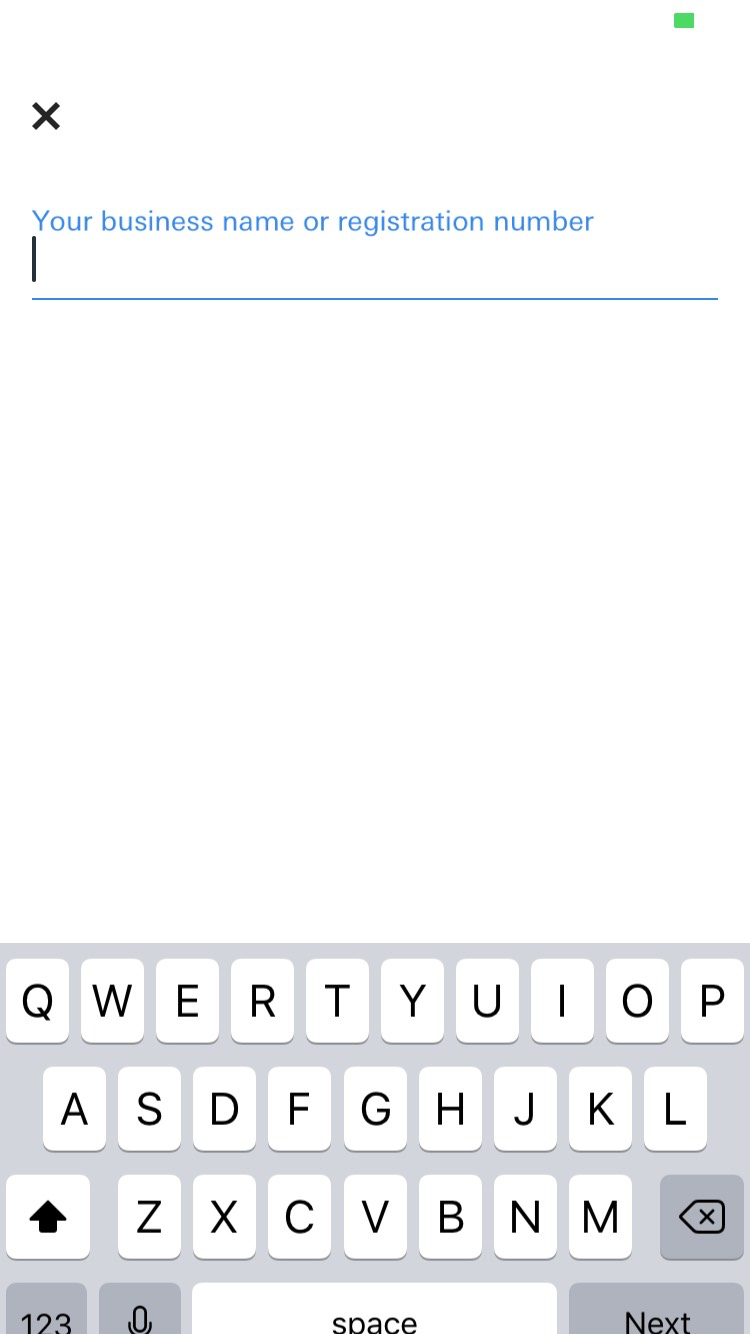 Your business name or registration number
Q W E R T Y U I O P
A S D F G H J K L
Z X C V B N M
123 space Next